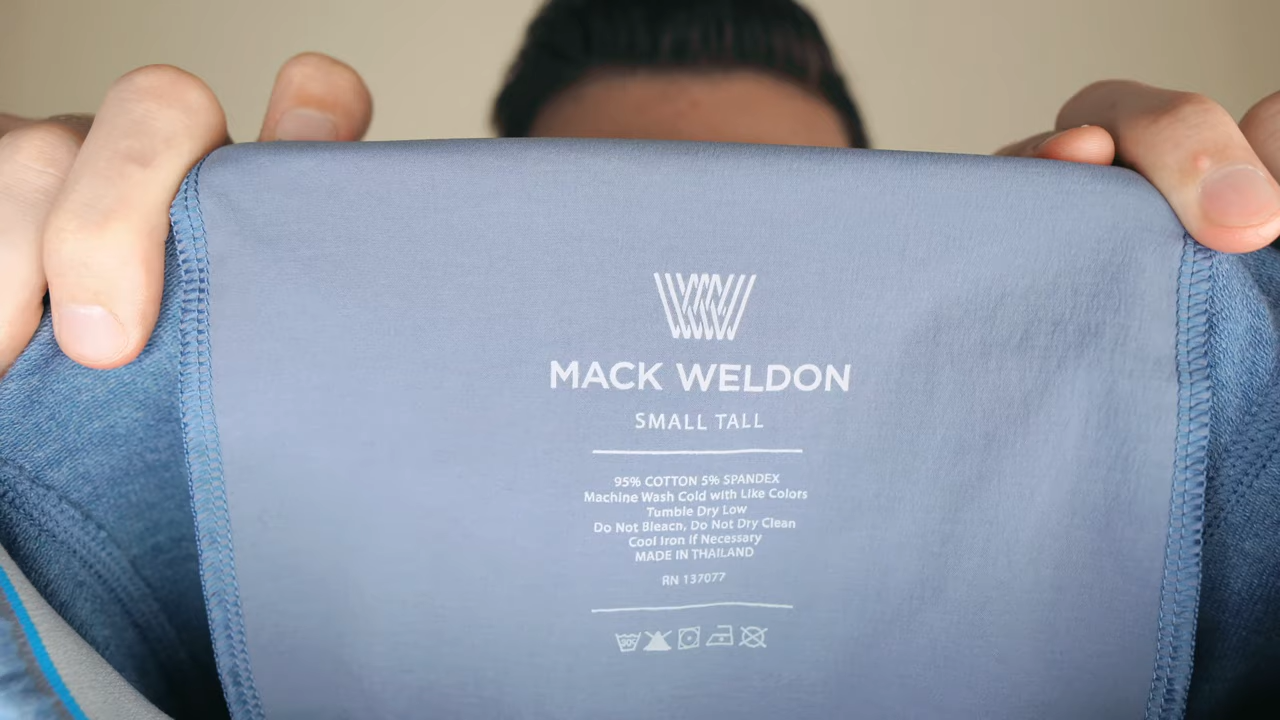 MACK WELDON
SMALL TALL
95% COTTON 5% SPANDEX
Machine Wash Cold with Like Colors
Tumble Dry Low
Do Not Bleach, Do Not Dry Clean
Cool Iron if Necessary
MADE IN THAILAND
RN 137077
30°